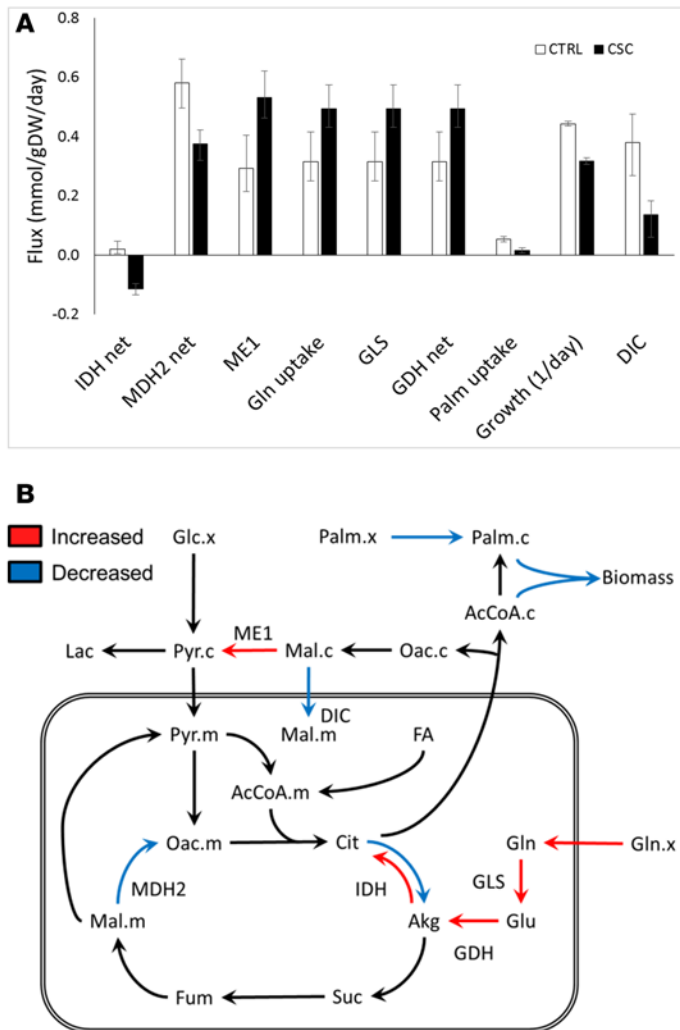 A
0.8
0.6
0.4
0.2
0.0
-0.2
Flux (mmol/gDW/day)
CTRL CSC
IDH net
MDH2 net
ME1
Gln uptake
GLS
GDH net
Palm uptake
Growth (1/day)
DIC
B
Increased
Decreased
Glc.x Palm.x Palm.c
Biomass
AcCoA.c
ME1
Lac Pyr.c Mal.c Oac.c
DIC
Pyr.m Mal.m FA
AcCoA.m
Oac.m Cit Gln Gln.x
MDH2 IDH GLS
Mal.m Akg Glu
GDH
Fum Suc